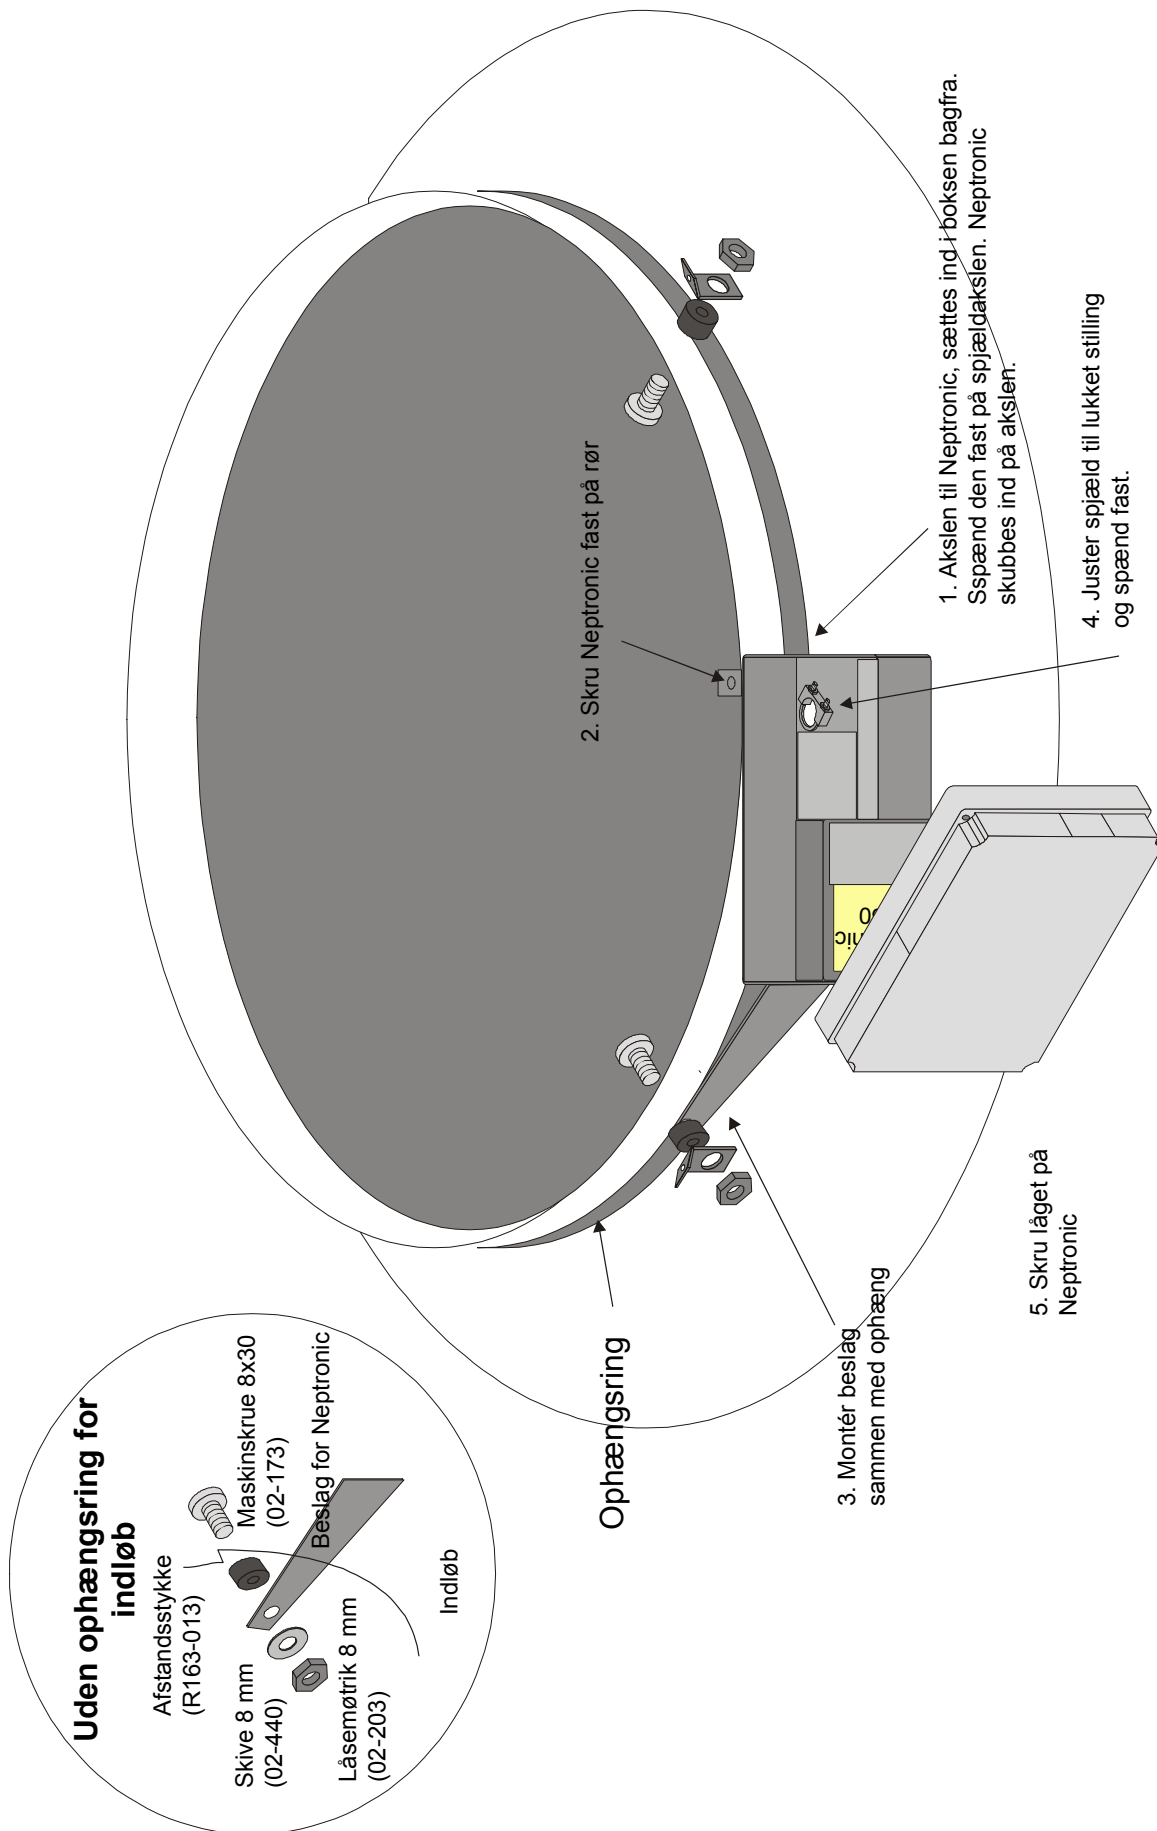 Uden ophængsring for
indløb
Afstandsstykke
(R163-013)
Maskinskrue 8x30
(02-173)
Skive 8 mm
(02-440)
Beslag for Neptronic
Låsemøtrik 8 mm
(02-203)
Indløb
Ophængsring
2. Skru Neptronic fast på rør
3. Montér beslag
sammen med ophæng
1. Akslen til Neptronic, sættes ind i boksen bagfra.
Sspænd den fast på spjældakslen. Neptronic
skubbes ind på akslen.
5. Skru låget på
Neptronic
4. Juster spjæld til lukket stilling
og spænd fast.